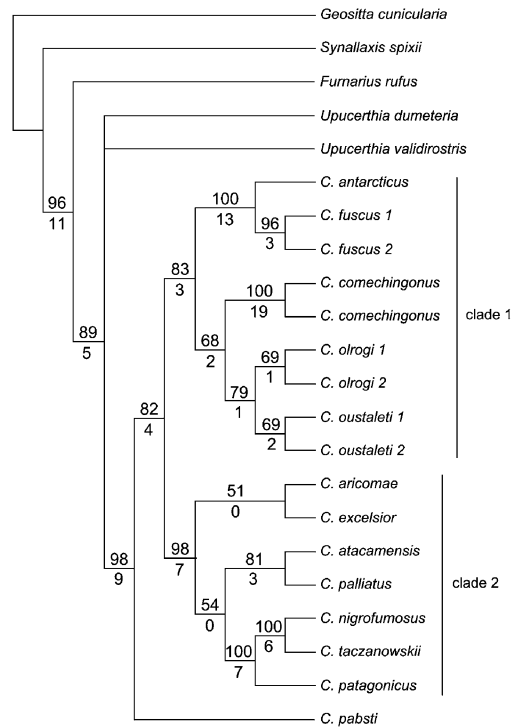 Geositta cunicularia
Synallaxis spixii
Furnarius rufus
Upucerthia dumeteria
Upucerthia validirostris
C. antarcticus
100
13
C. fuscus 1
96
3
96
11
C. fuscus 2
83
3
C. comechingonus
100
19
C. comechingonus
clade 1
89
5
68
2
C. olrogi 1
69
1
C. olrogi 2
79
1
82
4
C. oustaleti 1
69
2
C. oustaleti 2
C. aricomae
51
0
C. excelsior
98
9
98
7
C. atacamensis
81
3
C. palliatus
clade 2
54
0
C. nigrofumosus
100
6
C. taczanowskii
100
7
C. patagonicus
C. pabsti